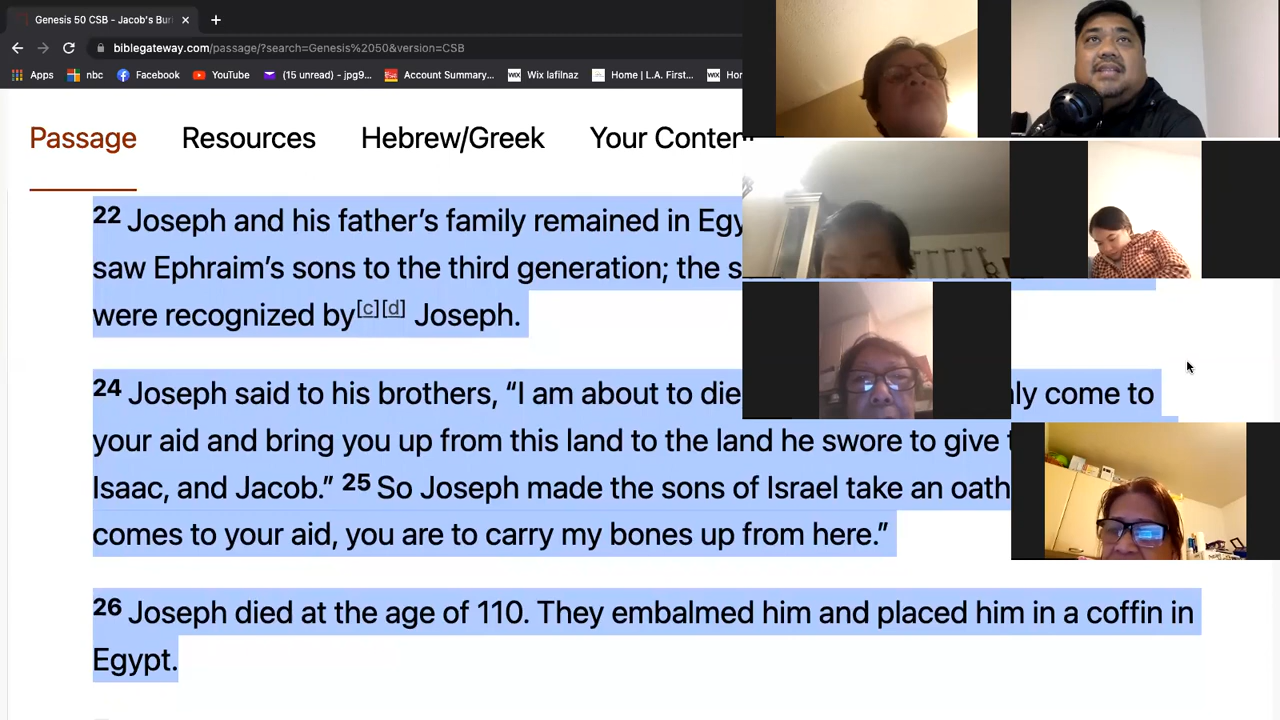 Genesis 50 CSB - Jacob's Buri
biblegateway.com/passage/?search=Genesis%2050&version=CSB
Apps nbc Facebook YouTube (15 unread) - jpg9... Account Summary... Wix lafilnaz Home | L.A. First... Hom
Passage Resources Hebrew/Greek Your Content
22 Joseph and his father's family remained in Egy
saw Ephraim's sons to the third generation; the s
were recognized by[c][d] Joseph.
24 Joseph said to his brothers, "I am about to die nly come to
your aid and bring you up from this land to the land he swore to give t
Isaac, and Jacob." 25 So Joseph made the sons of Israel take an oath
comes to your aid, you are to carry my bones up from here."
26 Joseph died at the age of 110. They embalmed him and placed him in a coffin in
Egypt.